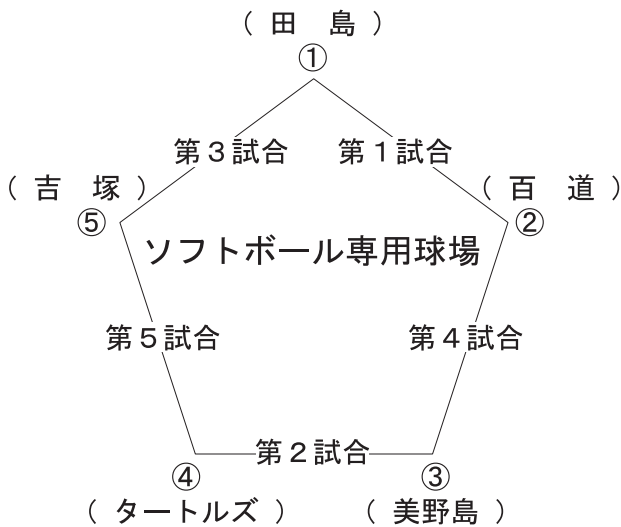 （田　島）
①
第３試合　第１試合
（吉　塚）　（百　道）
⑤　②
ソフトボール専用球場
第５試合　第４試合
第２試合
④　③
（タートルズ）　（美野島）